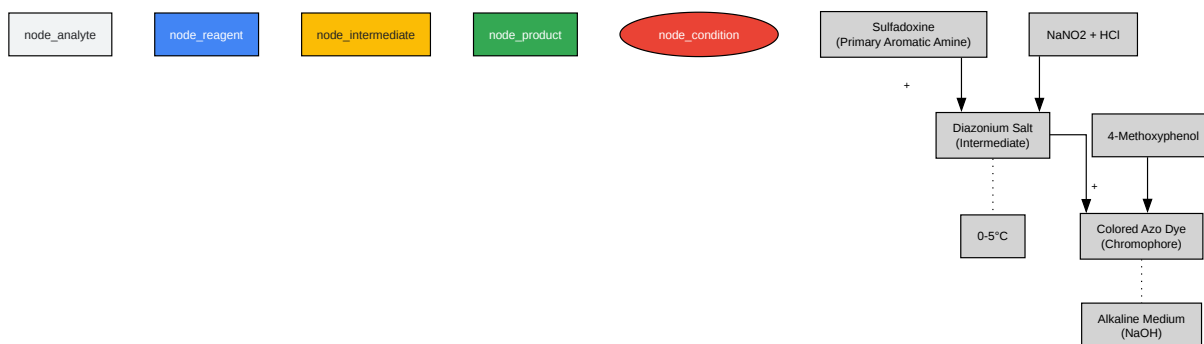 node_analyte
node_reagent
node_intermediate
node_product
node_condition
Sulfadoxine
(Primary Aromatic Amine)
NaNO2 + HCl
+
Diazonium Salt
(Intermediate)
4-Methoxyphenol
+
0-5°C
Colored Azo Dye
(Chromophore)
Alkaline Medium
(NaOH)